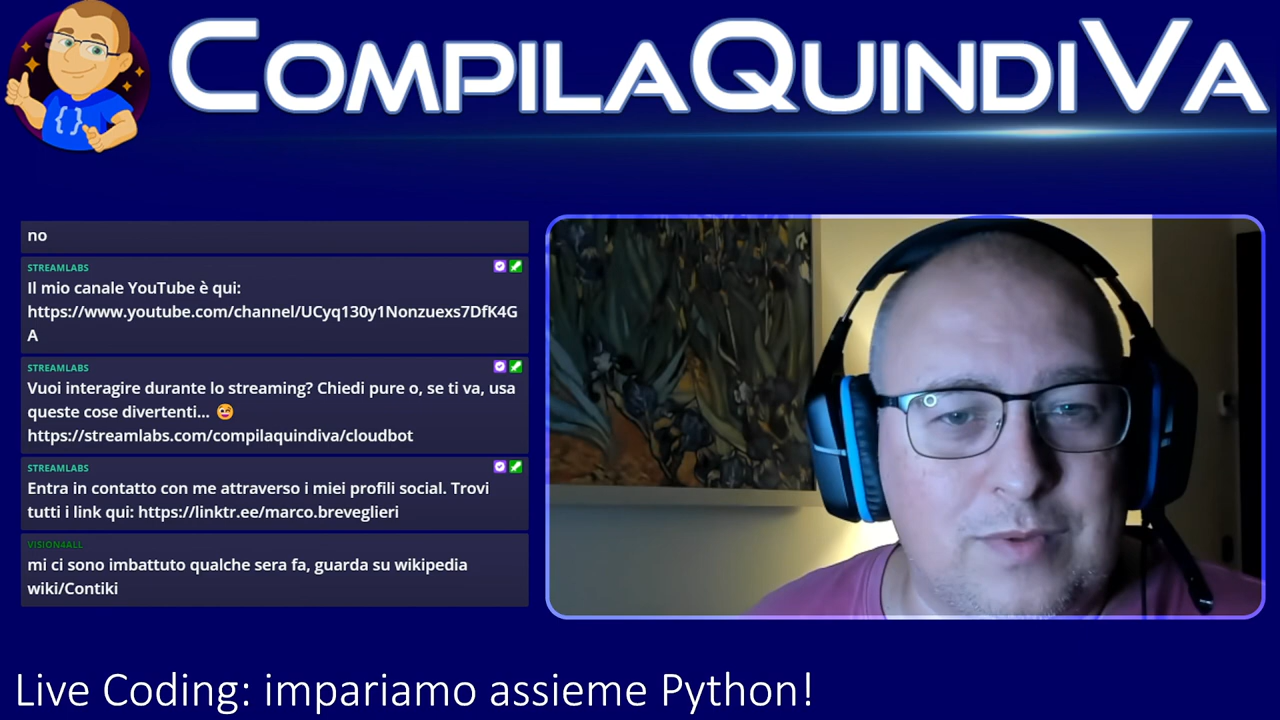 COMPILAQUINDIVA
{ }
no
STREAMLABS
Il mio canale YouTube è qui:
https://www.youtube.com/channel/UCyq130y1Nonzuexs7DfK4G
A
STREAMLABS
Vuoi interagire durante lo streaming? Chiedi pure o, se ti va, usa
queste cose divertenti... 😄
https://streamlabs.com/compilaquindiva/cloudbot
STREAMLABS
Entra in contatto con me attraverso i miei profili social. Trovi
tutti i link qui: https://linktr.ee/marco.breveglieri
VISION4ALL
mi ci sono imbattuto qualche sera fa, guarda su wikipedia
wiki/Contiki
Live Coding: impariamo assieme Python!